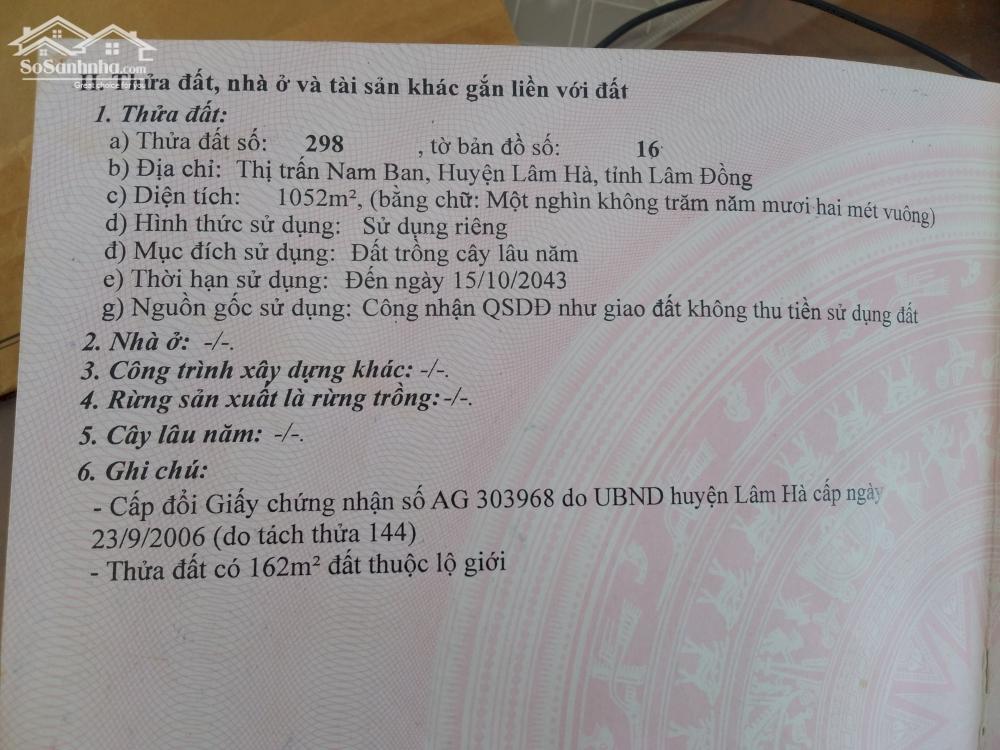 SoSanhnha.com
II. Thửa đất, nhà ở và tài sản khác gắn liền với đất
1. Thửa đất:
a) Thửa đất số: 298 , tờ bản đồ số: 16
b) Địa chỉ: Thị trấn Nam Ban, Huyện Lâm Hà, tỉnh Lâm Đồng
c) Diện tích: 1052m², (bằng chữ: Một nghìn không trăm năm mươi hai mét vuông)
d) Hình thức sử dụng: Sử dụng riêng
đ) Mục đích sử dụng: Đất trồng cây lâu năm
e) Thời hạn sử dụng: Đến ngày 15/10/2043
g) Nguồn gốc sử dụng: Công nhận QSDĐ như giao đất không thu tiền sử dụng đất
2. Nhà ở: -/-.
3. Công trình xây dựng khác: -/-.
4. Rừng sản xuất là rừng trồng:-/-.
5. Cây lâu năm: -/-.
6. Ghi chú:
- Cấp đổi Giấy chứng nhận số AG 303968 do UBND huyện Lâm Hà cấp ngày
23/9/2006 (do tách thửa 144)
- Thửa đất có 162m² đất thuộc lộ giới